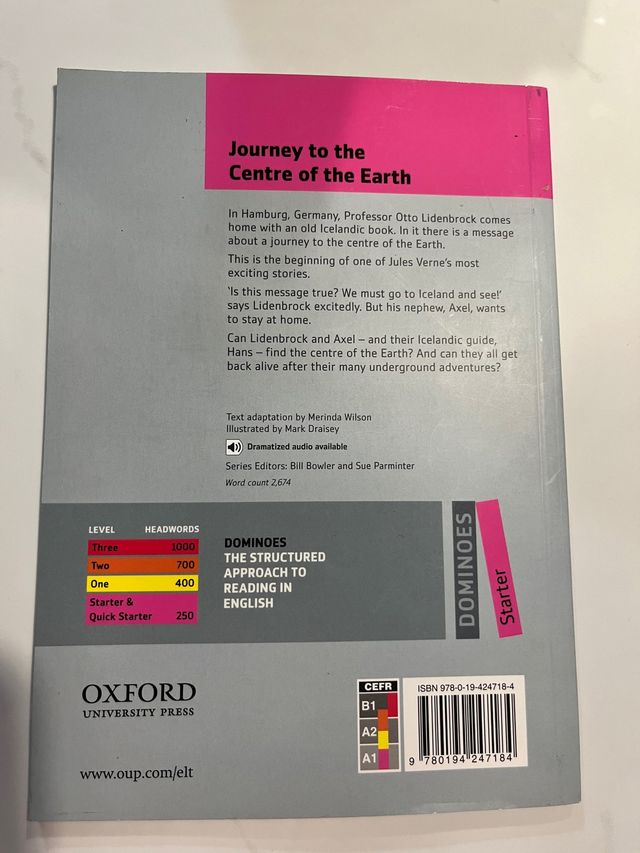 Journey to the
Centre of the Earth
In Hamburg, Germany, Professor Otto Lidenbrock comes
home with an old Icelandic book. In it there is a message
about a journey to the centre of the Earth.
This is the beginning of one of Jules Verne's most
exciting stories.
'Is this message true? We must go to Iceland and see!'
says Lidenbrock excitedly. But his nephew, Axel, wants
to stay at home.
Can Lidenbrock and Axel – and their Icelandic guide,
Hans – find the centre of the Earth? And can they all get
back alive after their many underground adventures?
Text adaptation by Merinda Wilson
Illustrated by Mark Draisey
Dramatized audio available
Series Editors: Bill Bowler and Sue Parminter
Word count 2,674
LEVEL HEADWORDS
Three 1000
Two 700
One 400
Starter &
Quick Starter 250
DOMINOES
THE STRUCTURED
APPROACH TO
READING IN
ENGLISH
DOMINOES
Starter
OXFORD
UNIVERSITY PRESS
www.oup.com/elt
CEFR
B1
A2
A1
ISBN 978-0-19-424718-4
9 780194 247184